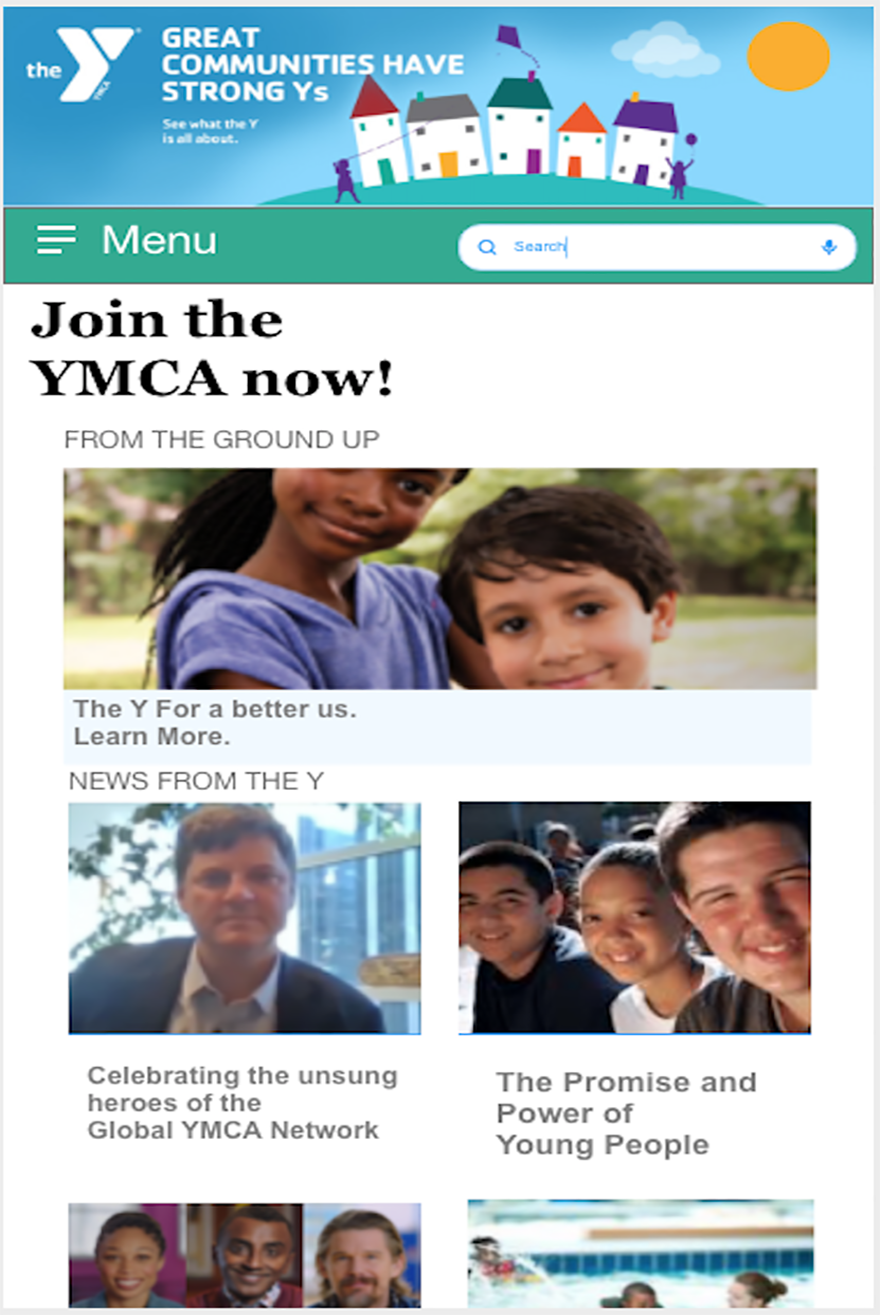 the
YMCA
GREAT
COMMUNITIES HAVE
STRONG Ys
See what the Y
is all about.
Menu
Search
Join the
YMCA now!
FROM THE GROUND UP
The Y For a better us.
Learn More.
NEWS FROM THE Y
Celebrating the unsung
heroes of the
Global YMCA Network
The Promise and
Power of
Young People